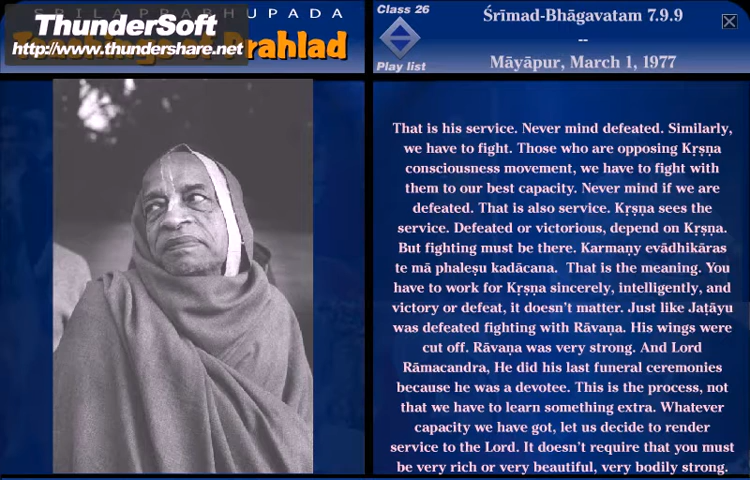 SRILA PRABHUPADA
ThunderSoft
http://www.thundershare.net
Prahlad
Class 26
Play list
Śrīmad-Bhāgavatam 7.9.9
--
Māyāpur, March 1, 1977
That is his service. Never mind defeated. Similarly,
we have to fight. Those who are opposing Kṛṣṇa
consciousness movement, we have to fight with
them to our best capacity. Never mind if we are
defeated. That is also service. Kṛṣṇa sees the
service. Defeated or victorious, depend on Kṛṣṇa.
But fighting must be there. Karmaṇy evādhikāras
te mā phaleṣu kadācana. That is the meaning. You
have to work for Kṛṣṇa sincerely, intelligently, and
victory or defeat, it doesn't matter. Just like Jaṭāyu
was defeated fighting with Rāvaṇa. His wings were
cut off. Rāvaṇa was very strong. And Lord
Rāmacandra, He did his last funeral ceremonies
because he was a devotee. This is the process, not
that we have to learn something extra. Whatever
capacity we have got, let us decide to render
service to the Lord. It doesn't require that you must
be very rich or very beautiful, very bodily strong.